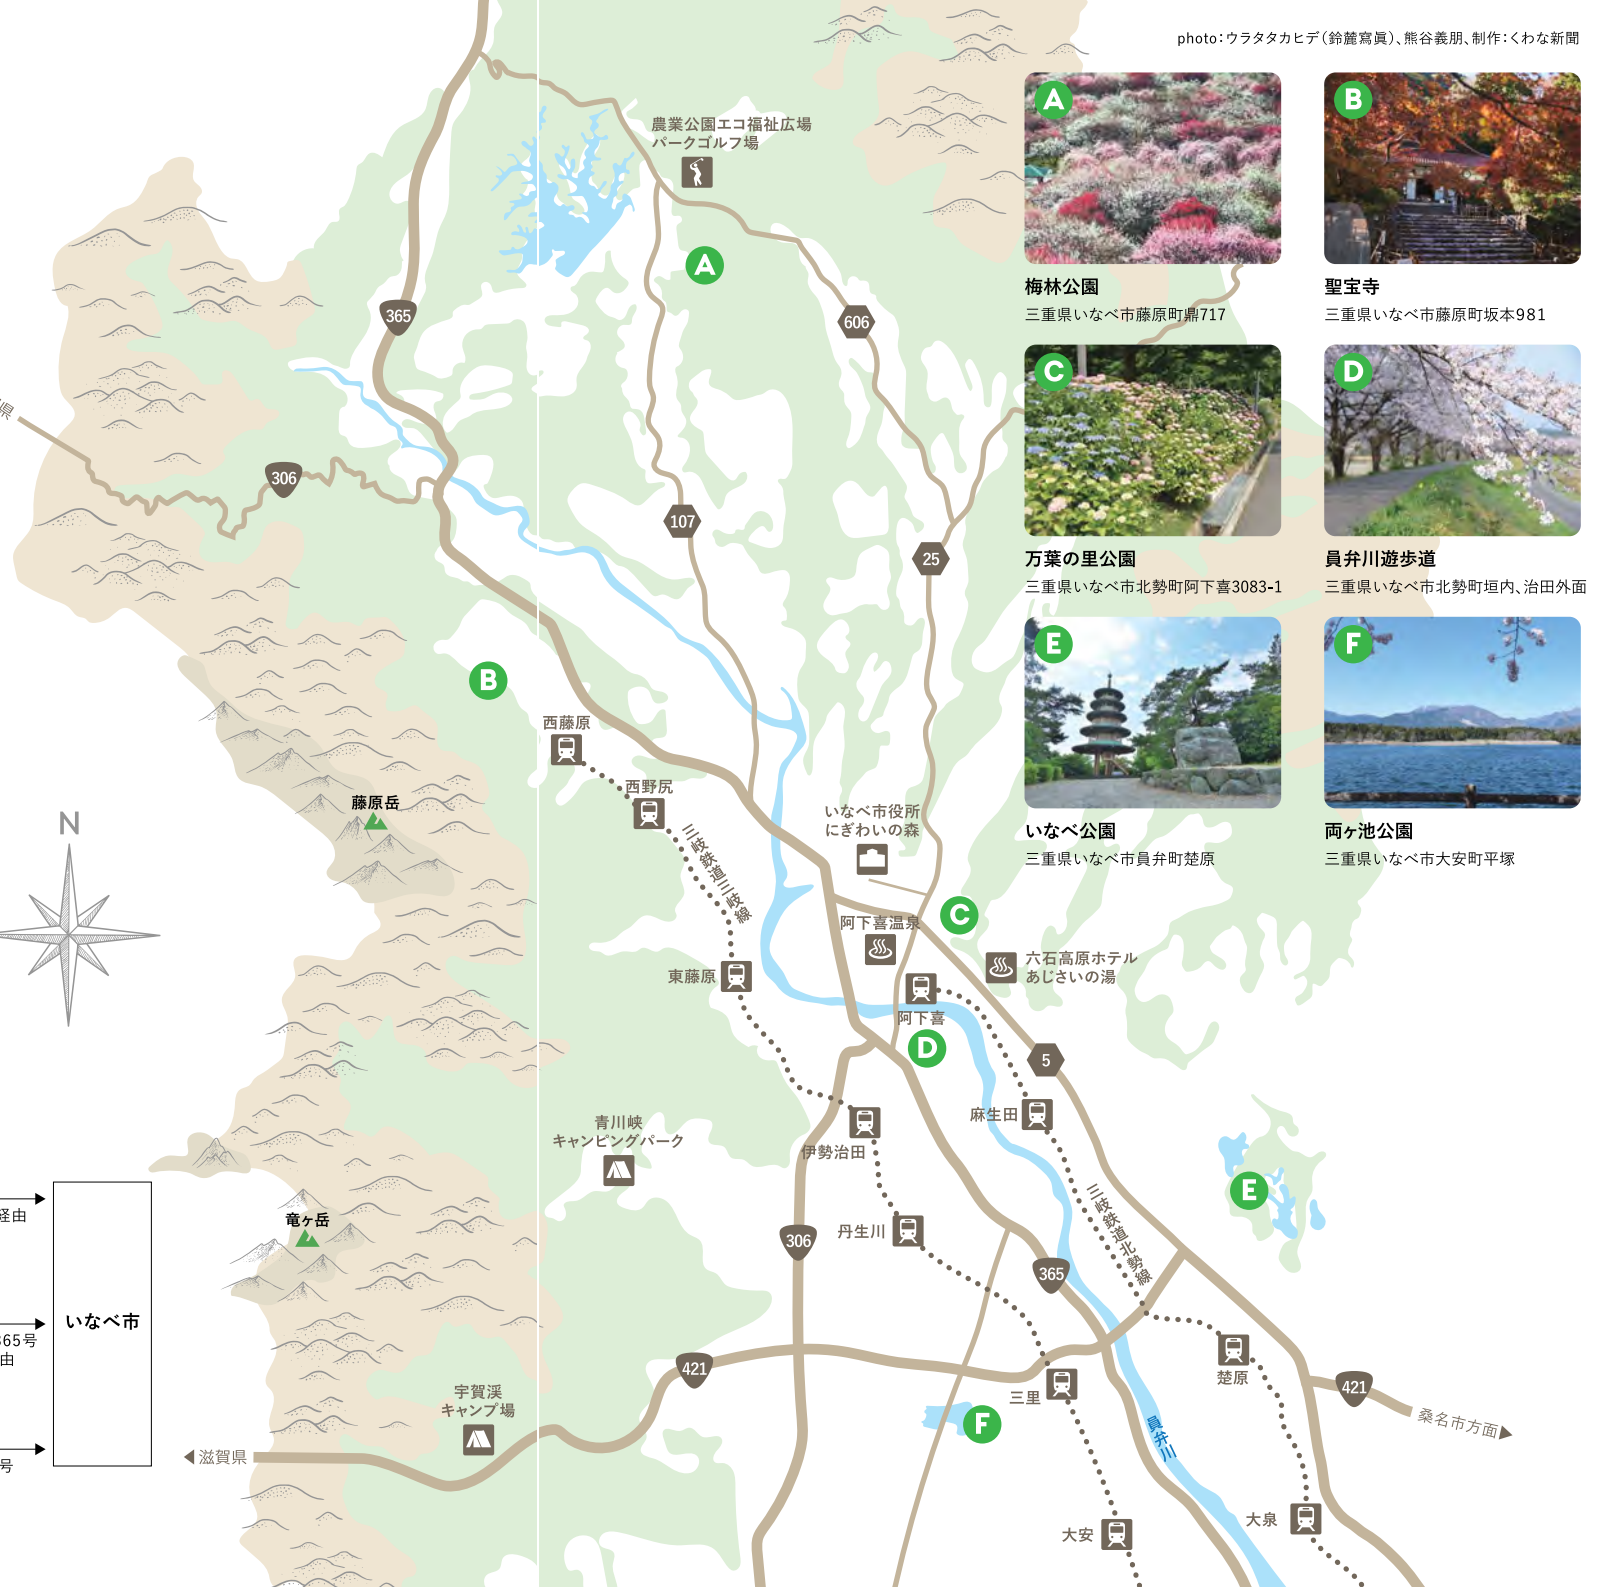 photo：ウラタタカヒデ（鈴麓寫眞）、熊谷義朋、制作：くわな新聞
A
梅林公園
三重県いなべ市藤原町鼎717
B
聖宝寺
三重県いなべ市藤原町坂本981
C
万葉の里公園
三重県いなべ市北勢町阿下喜3083-1
D
員弁川遊歩道
三重県いなべ市北勢町垣内、治田外面
E
いなべ公園
三重県いなべ市員弁町楚原
F
両ヶ池公園
三重県いなべ市大安町平塚
農業公園エコ福祉広場
パークゴルフ場
A
365
606
県
306
107
25
B
西藤原
西野尻
藤原岳
三岐鉄道三岐線
いなべ市役所
にぎわいの森
N
C
阿下喜温泉
六石高原ホテル
あじさいの湯
東藤原
阿下喜
D
5
青川峡
キャンピングパーク
麻生田
伊勢治田
E
経由
竜ヶ岳
306
丹生川
三岐鉄道北勢線
365
いなべ市
365号
由
421
宇賀渓
キャンプ場
三里
楚原
421
桑名市方面
F
員弁川
号
滋賀県
大安
大泉